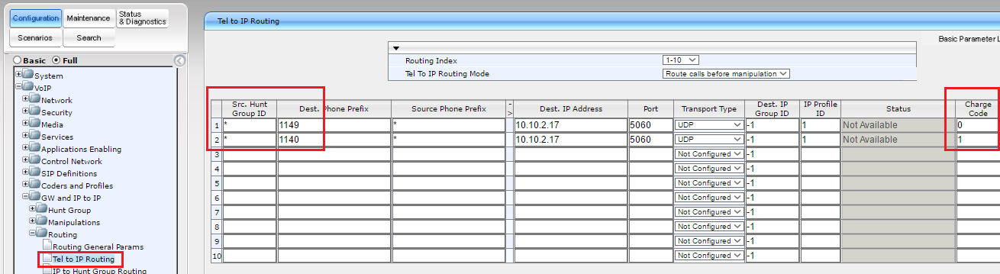 Configuration
Maintenance
Status
& Diagnostics
Scenarios
Search
Basic
Full
System
VoIP
Network
Security
Media
Services
Applications Enabling
Control Network
SIP Definitions
Coders and Profiles
GW and IP to IP
Hunt Group
Manipulations
Routing
Routing General Params
Tel to IP Routing
IP to Hunt Group Routing
Tel to IP Routing
Basic Parameter L
Routing Index 1-10
Tel To IP Routing Mode Route calls before manipulation
Src. Hunt Group ID Dest. Phone Prefix Source Phone Prefix -> Dest. IP Address Port Transport Type Dest. IP Group ID IP Profile ID Status Charge Code
1 * 1149 * 10.10.2.17 5060 UDP -1 1 Not Available 0
2 * 1140 * 10.10.2.17 5060 UDP -1 1 Not Available 1
3 Not Configured -1
4 Not Configured -1
5 Not Configured -1
6 Not Configured -1
7 Not Configured -1
8 Not Configured -1
9 Not Configured -1
10 Not Configured -1